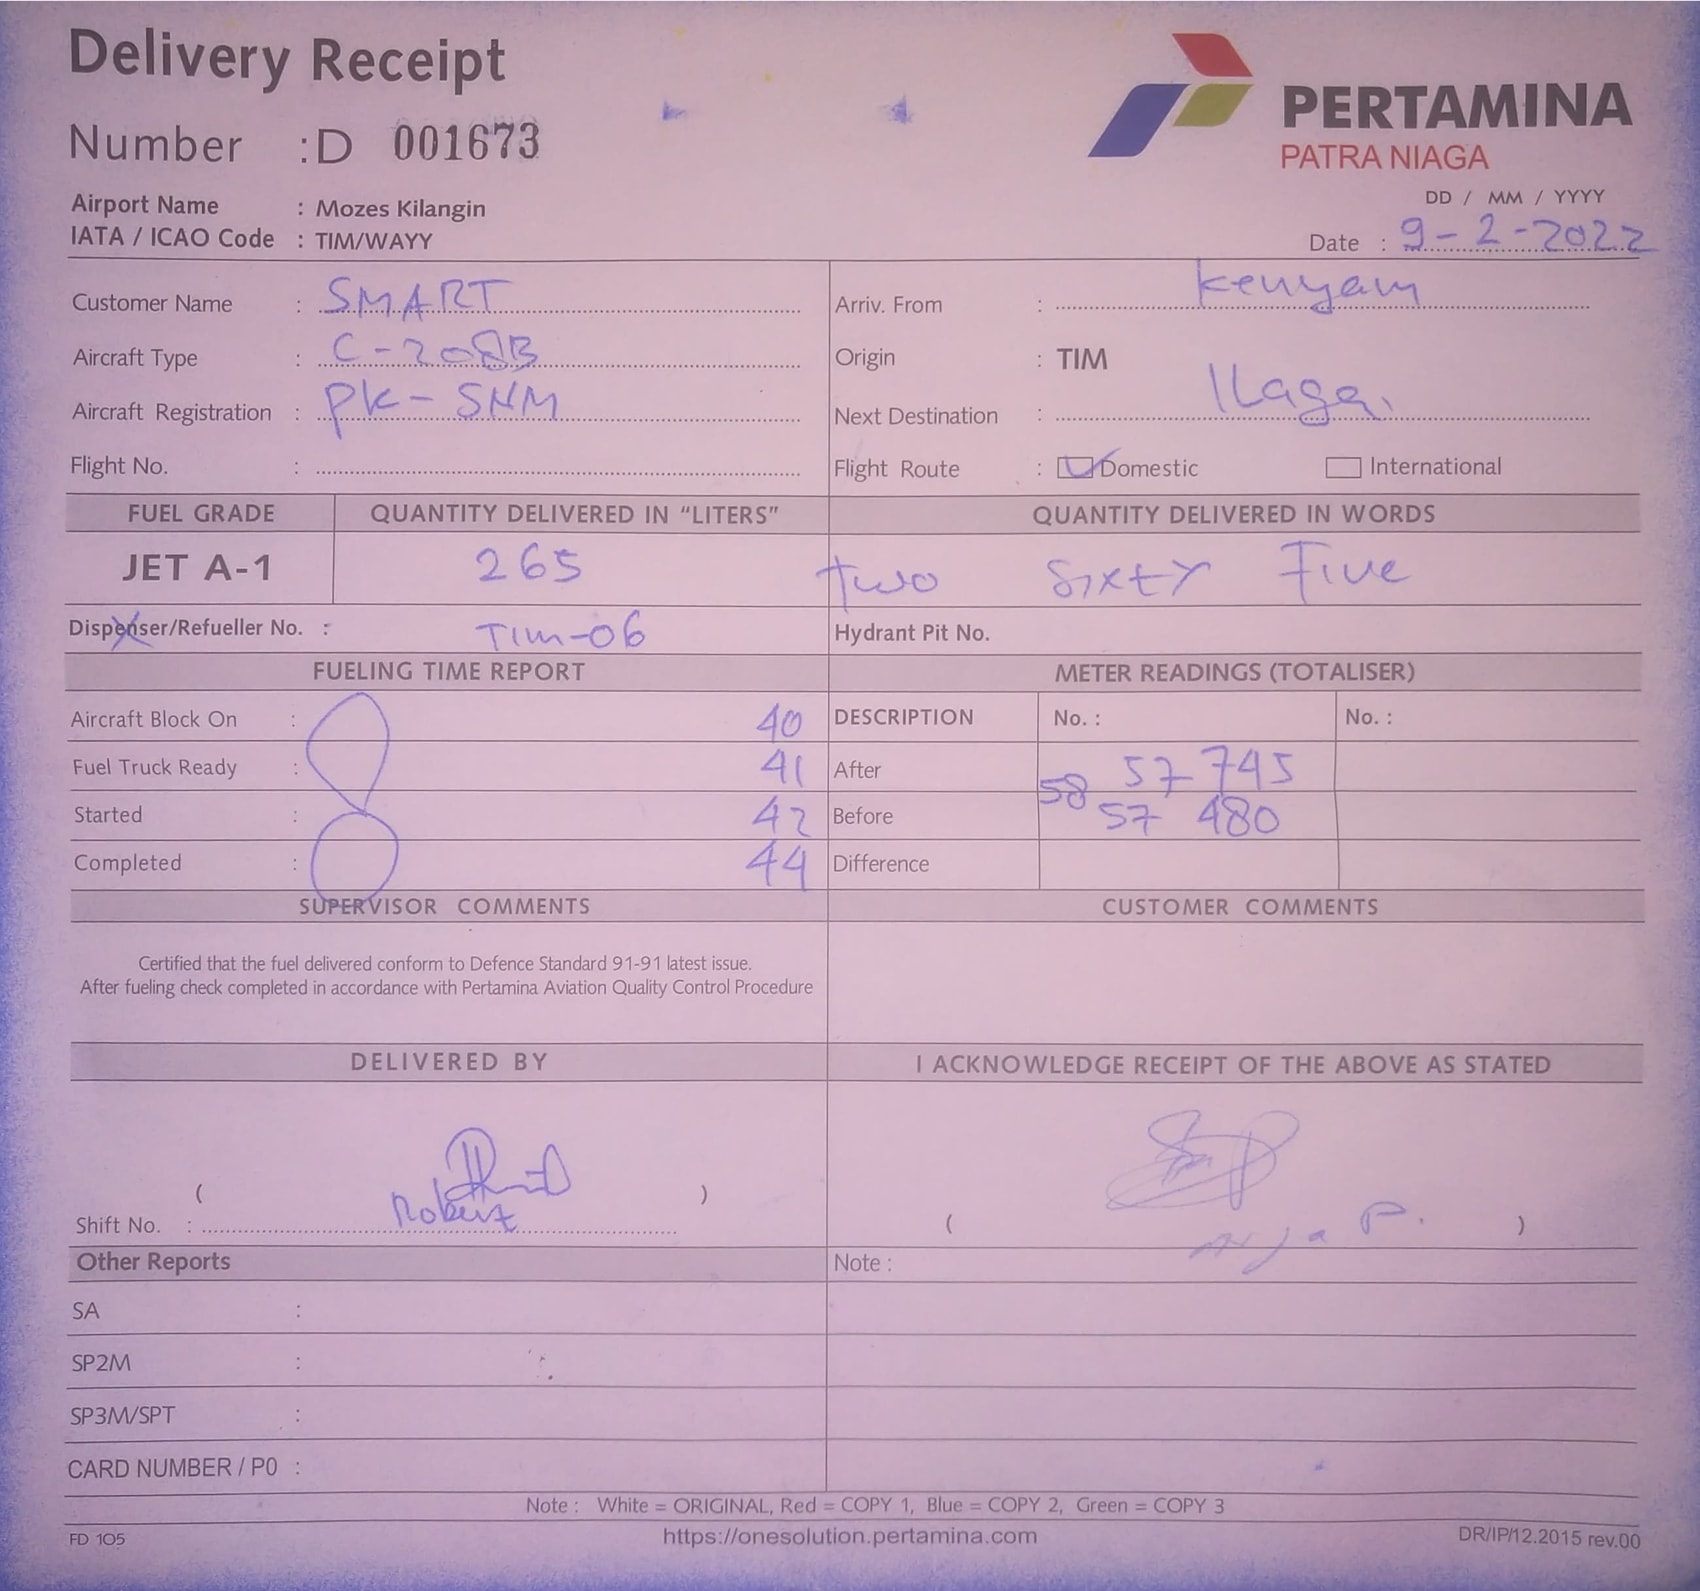 Delivery Receipt
Number : D 001673
PERTAMINA
PATRA NIAGA
Airport Name : Mozes Kilangin
IATA / ICAO Code : TIM/WAYY
DD / MM / YYYY
Date : 9-2-2022
Customer Name : SMART
Arriv. From : Kenyam
Aircraft Type : C-208B
Origin : TIM
Aircraft Registration : PK-SNM
Next Destination : Ilaga.
Flight No. :
Flight Route : Domestic International
FUEL GRADE QUANTITY DELIVERED IN “LITERS” QUANTITY DELIVERED IN WORDS
JET A-1 265 Two Sixty Five
Dispenser/Refueller No. : TIM-06 Hydrant Pit No.
FUELING TIME REPORT METER READINGS (TOTALISER)
Aircraft Block On : 40 DESCRIPTION No. : No. :
Fuel Truck Ready : 41 After 57 745
58
Started : 42 Before 57 480
Completed : 44 Difference
SUPERVISOR COMMENTS CUSTOMER COMMENTS
Certified that the fuel delivered conform to Defence Standard 91-91 latest issue.
After fueling check completed in accordance with Pertamina Aviation Quality Control Procedure
DELIVERED BY I ACKNOWLEDGE RECEIPT OF THE ABOVE AS STATED
( )
Shift No. : Robert
( P. )
Other Reports Note :
SA :
SP2M :
SP3M/SPT :
CARD NUMBER / P0 :
Note : White = ORIGINAL, Red = COPY 1, Blue = COPY 2, Green = COPY 3
FD 105 https://onesolution.pertamina.com DR/IP/12.2015 rev.00